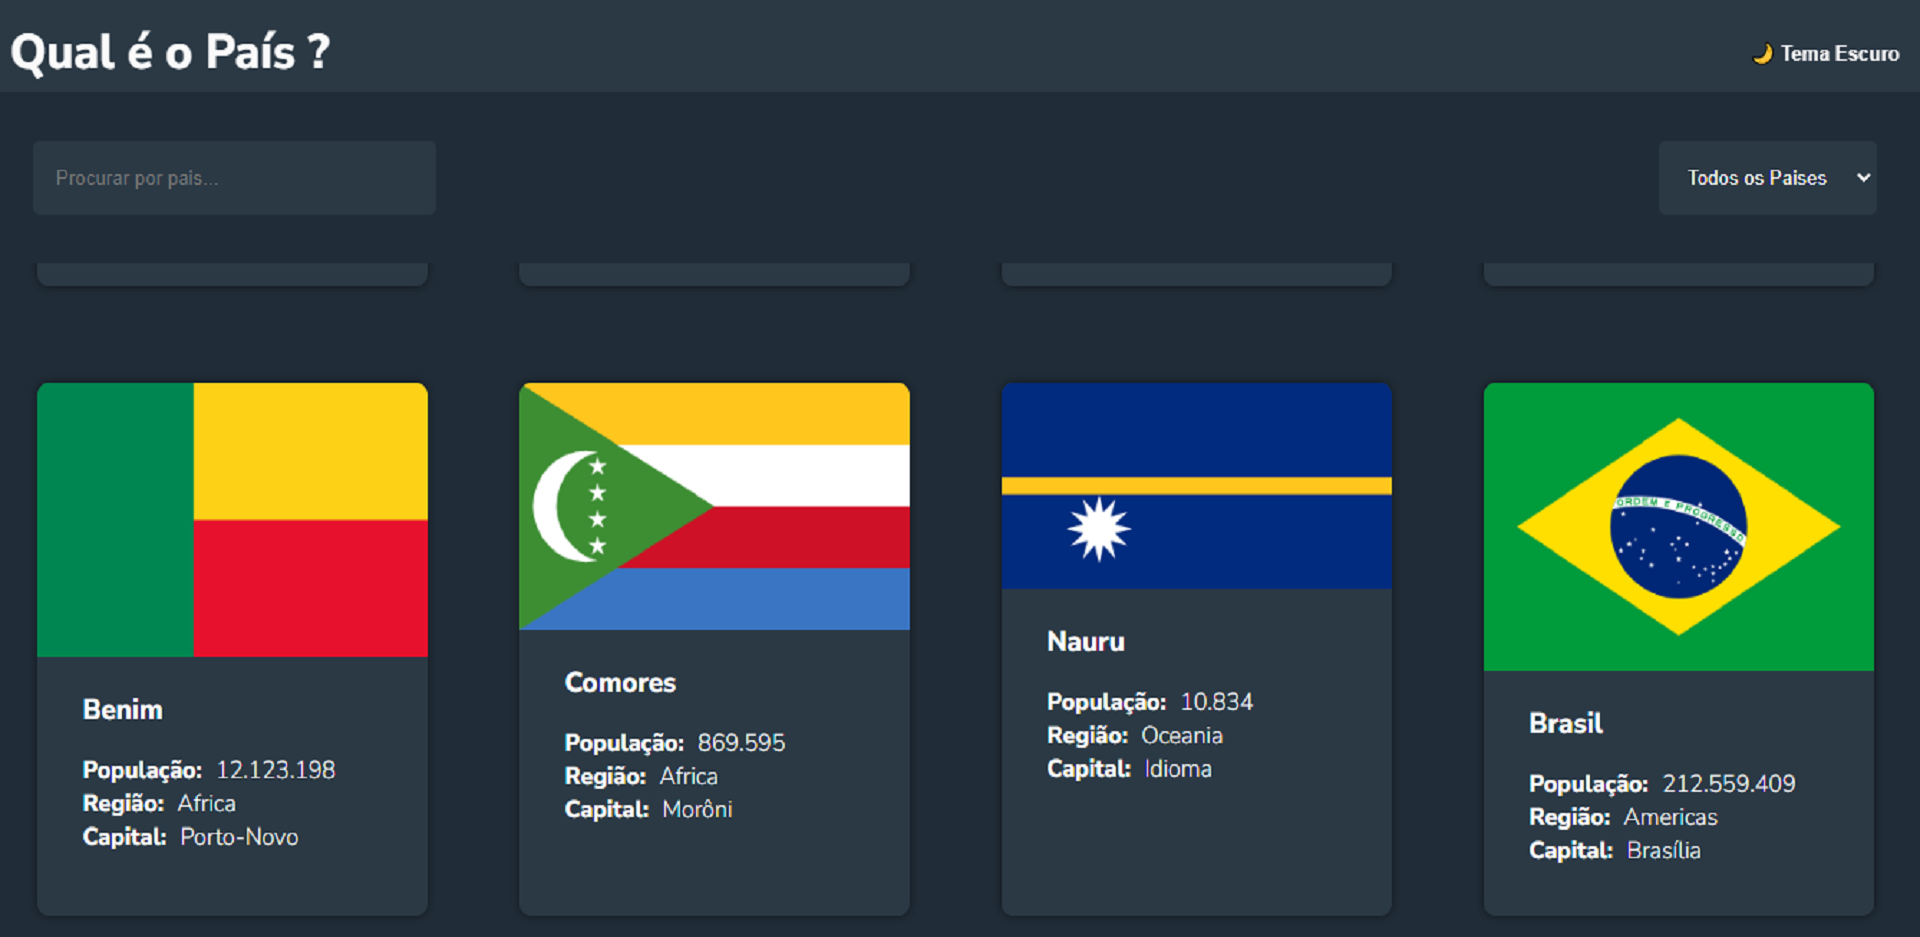 Qual é o País ?
🌙 Tema Escuro
Procurar por pais...
Todos os Paises
ORDEM E PROGRESSO
Benim
População: 12.123.198
Região: Africa
Capital: Porto-Novo
Comores
População: 869.595
Região: Africa
Capital: Morôni
Nauru
População: 10.834
Região: Oceania
Capital: Idioma
Brasil
População: 212.559.409
Região: Americas
Capital: Brasília